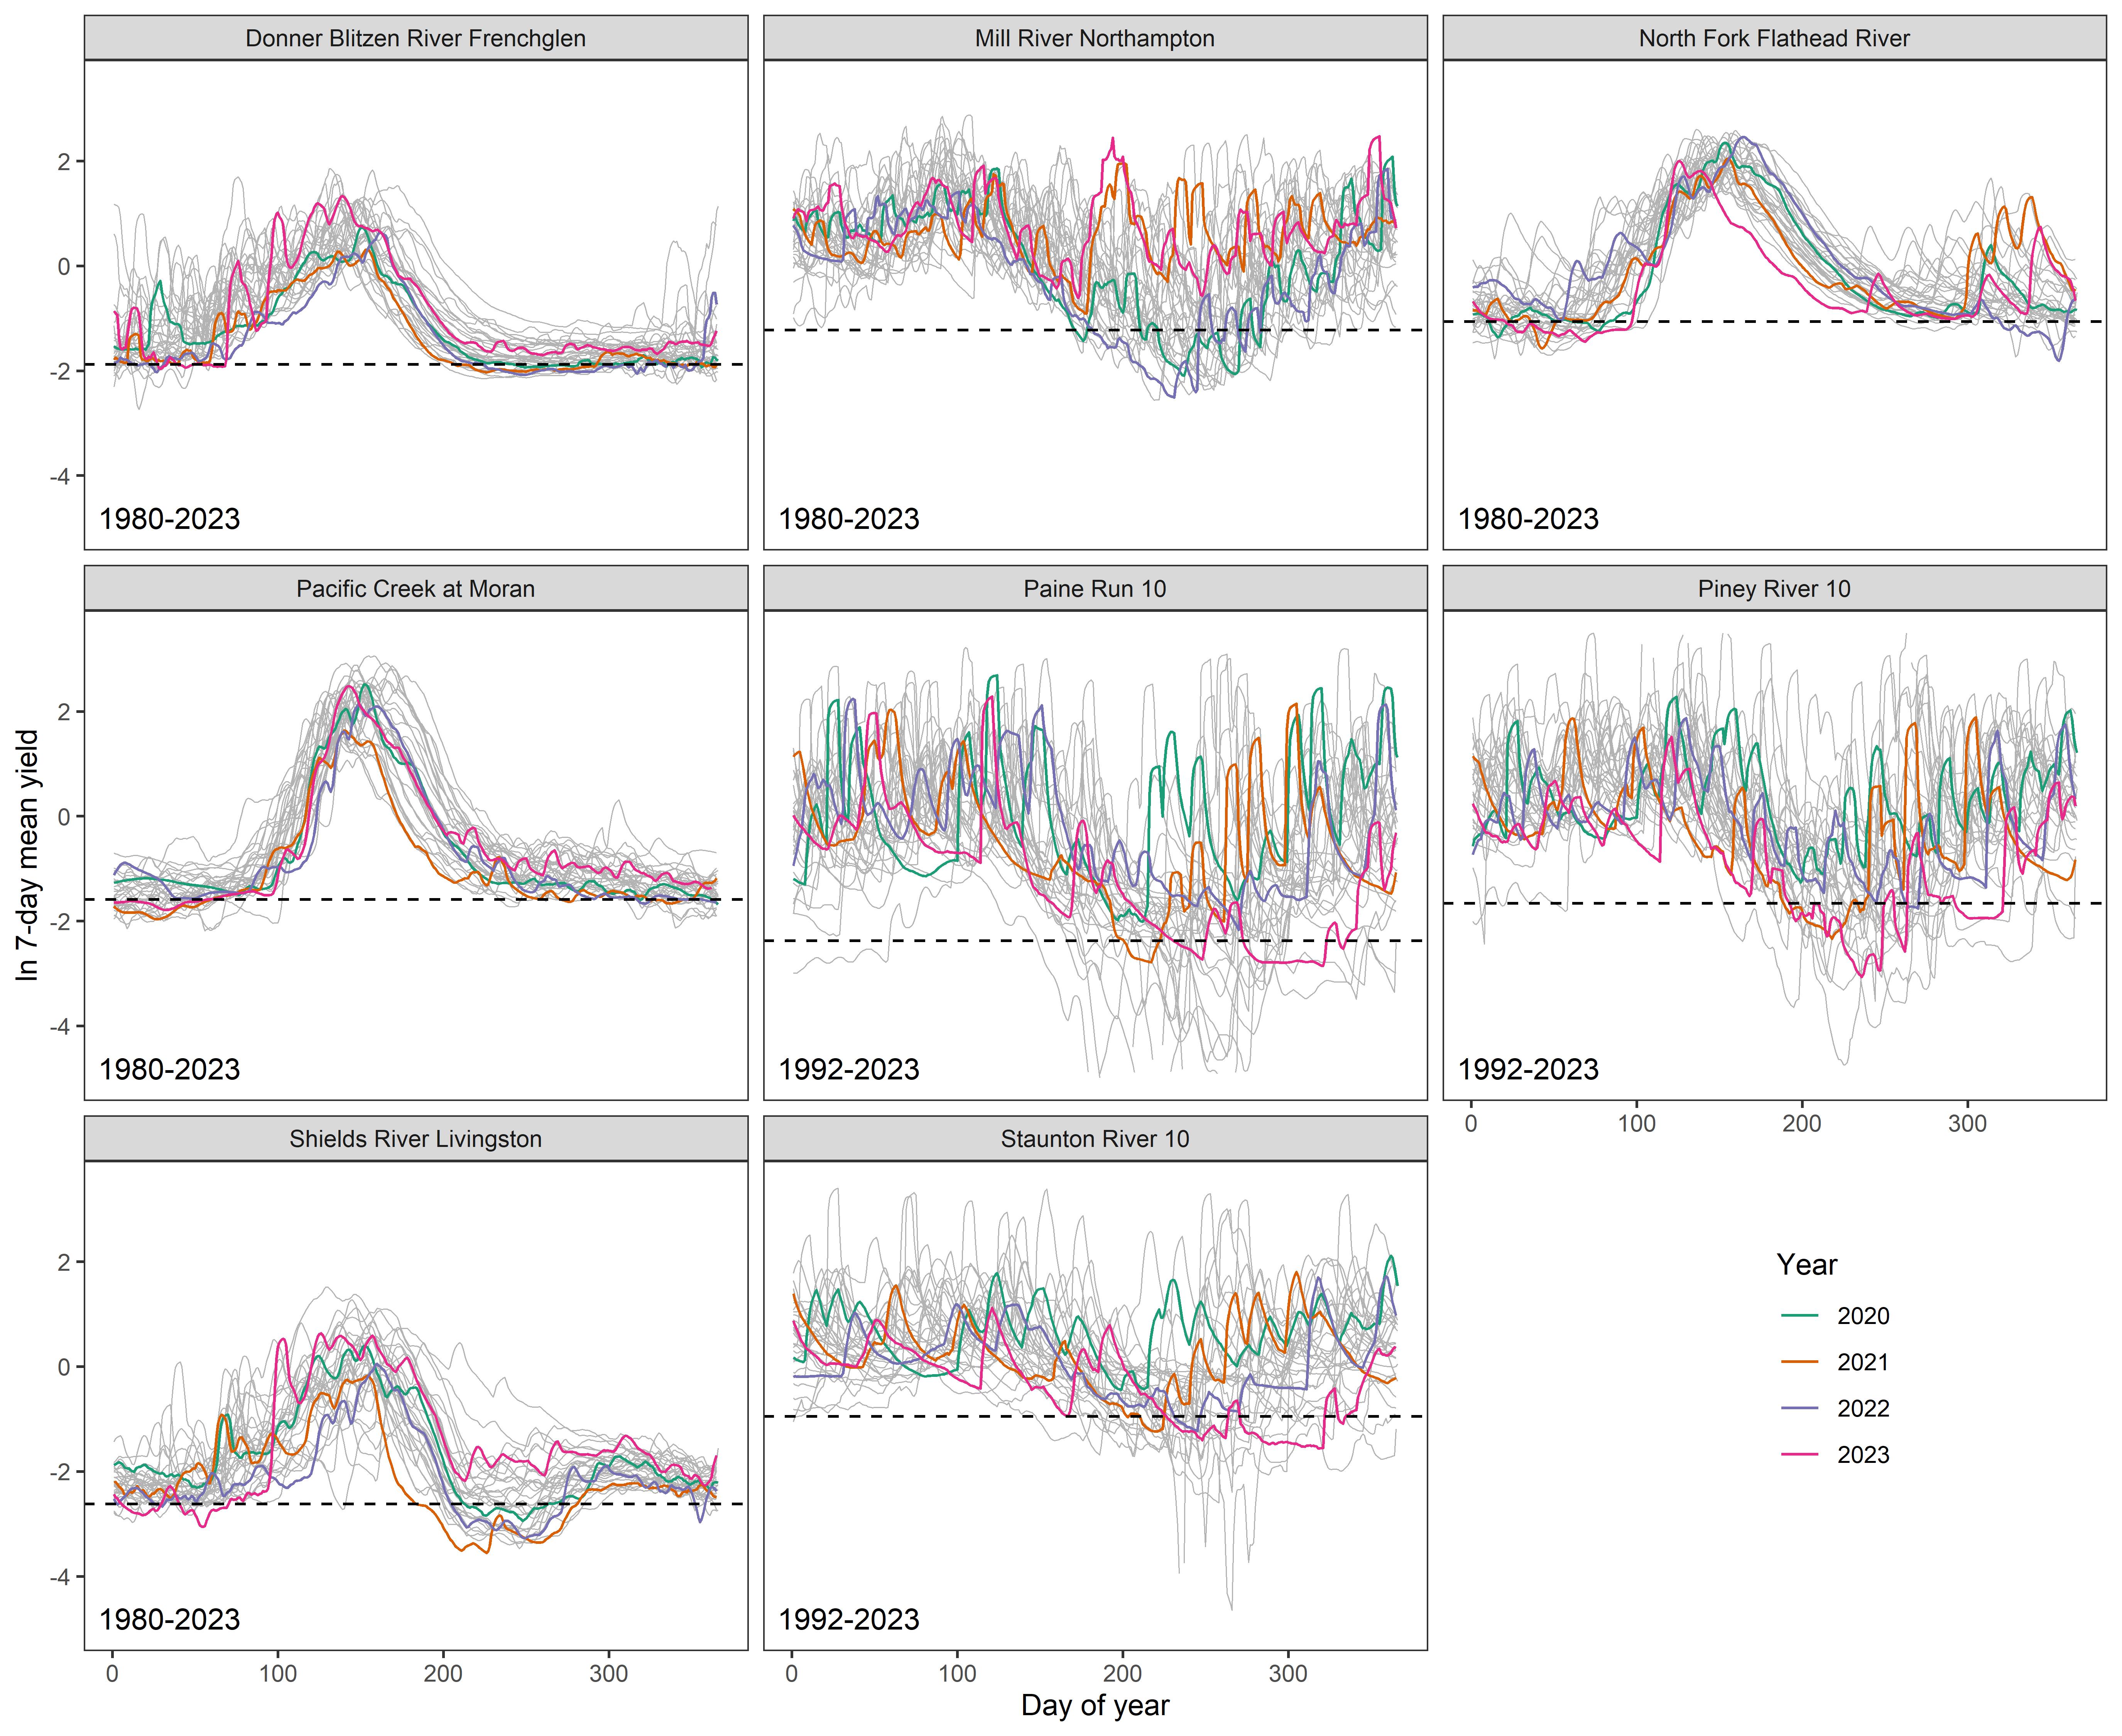 Donner Blitzen River Frenchglen
Mill River Northampton
North Fork Flathead River
2
0
-2
-4
1980-2023
1980-2023
1980-2023
Pacific Creek at Moran
Paine Run 10
Piney River 10
ln 7-day mean yield
2
0
-2
-4
1980-2023
1992-2023
1992-2023
0 100 200 300
Shields River Livingston
Staunton River 10
2
0
-2
-4
1980-2023
1992-2023
0 100 200 300
0 100 200 300
Day of year
Year
2020
2021
2022
2023